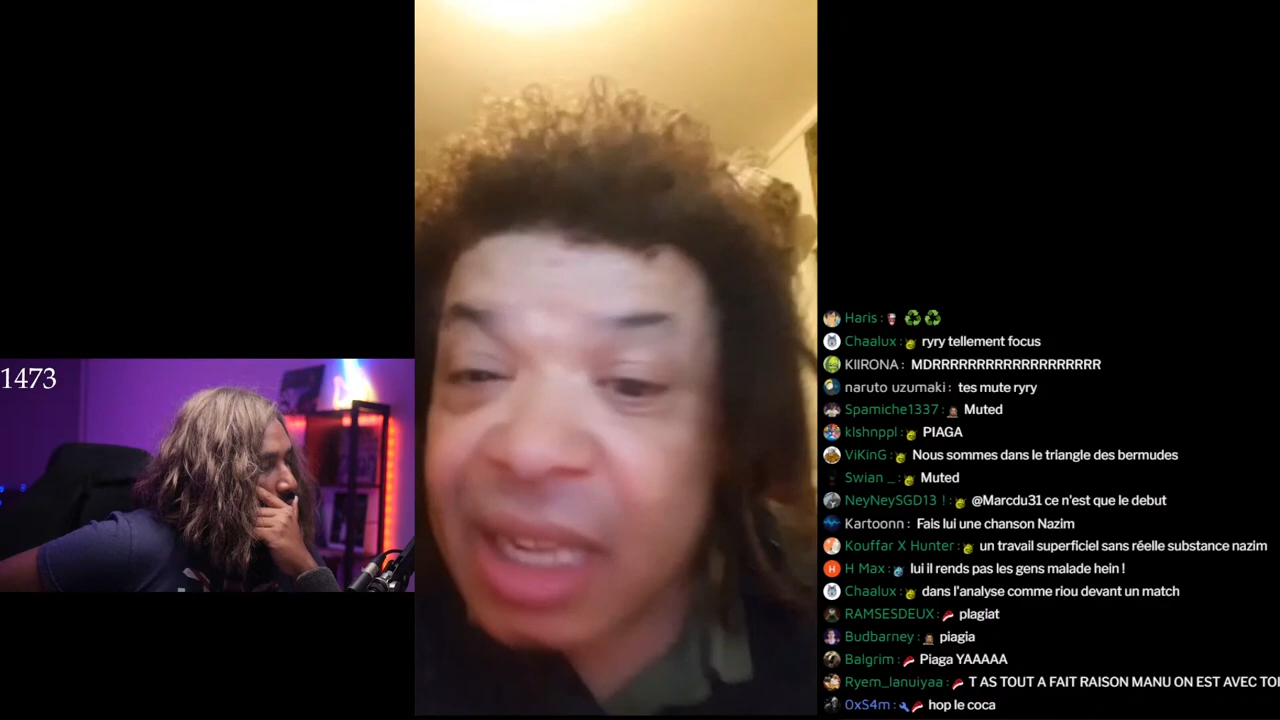 1473
Haris :
Chaalux : ryry tellement focus
KIIRONA : MDRRRRRRRRRRRRRRRRRRR
naruto uzumaki : tes mute ryry
Spamiche1337 : Muted
klshnppl : PIAGA
ViKinG : Nous sommes dans le triangle des bermudes
Swian _ : Muted
NeyNeySGD13 ! : @Marcdu31 ce n'est que le debut
Kartoonn : Fais lui une chanson Nazim
Kouffar X Hunter : un travail superficiel sans réelle substance nazim
H Max : lui il rends pas les gens malade hein !
Chaalux : dans l'analyse comme riou devant un match
RAMSESDEUX : plagiat
Budbarney : piagia
Balgrim : Piaga YAAAAA
Ryem_lanuiyaa : T AS TOUT A FAIT RAISON MANU ON EST AVEC TOI
0xS4m : hop le coca